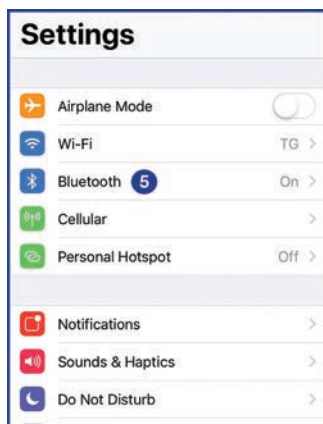 Settings
Airplane Mode
Wi-Fi TG
Bluetooth 5 On
Cellular
Personal Hotspot Off
Notifications
Sounds & Haptics
Do Not Disturb